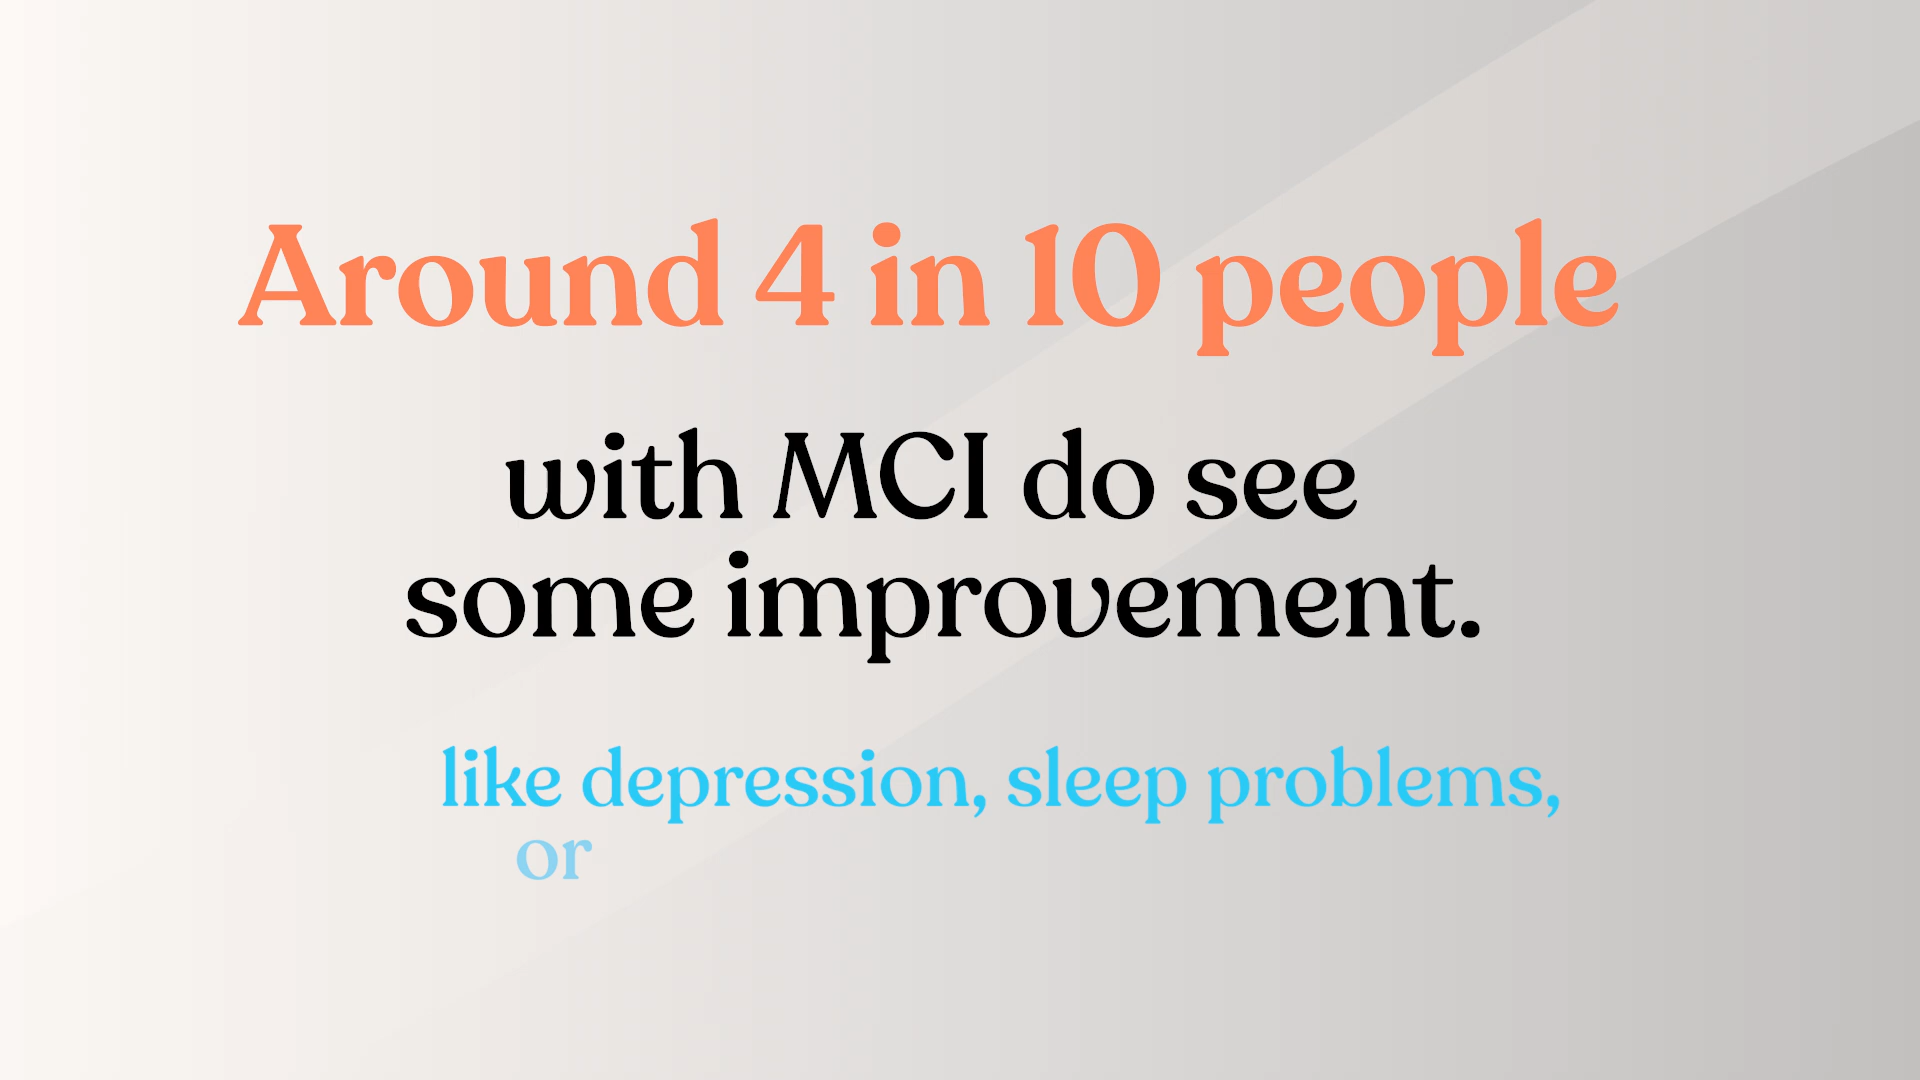 Around 4 in 10 people
with MCI do see
some improvement.
like depression, sleep problems,
or